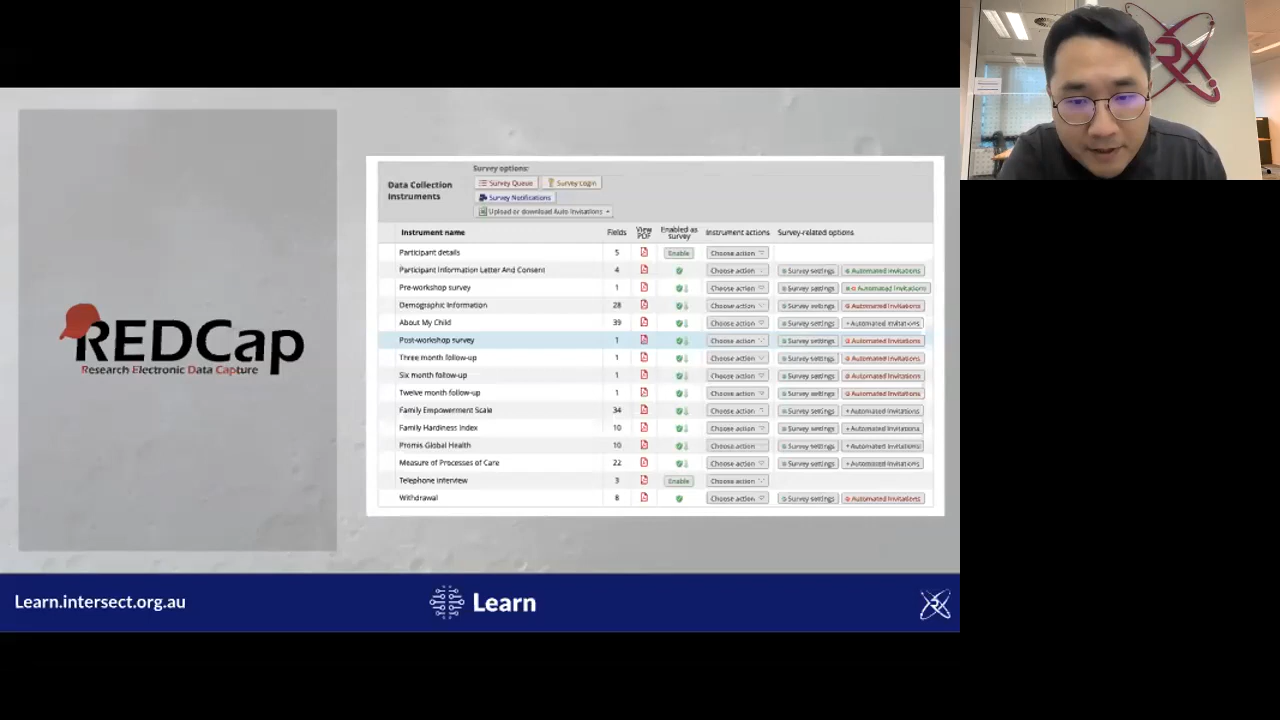 REDCap
Research Electronic Data Capture
Data Collection Instruments
Survey options:
Survey Queue Survey Login
Survey Notifications
Upload or download Auto Invitations
Instrument name Fields View PDF Enabled as survey Instrument actions Survey-related options
Participant details 5 Enable Choose action
Participant Information Letter And Consent 4 Choose action Survey settings Automated Invitations
Pre-workshop survey 1 Choose action Survey settings Automated Invitations
Demographic Information 28 Choose action Survey settings Automated Invitations
About My Child 39 Choose action Survey settings + Automated Invitations
Post-workshop survey 1 Choose action Survey settings Automated Invitations
Three month follow-up 1 Choose action Survey settings Automated Invitations
Six month follow-up 1 Choose action Survey settings Automated Invitations
Twelve month follow-up 1 Choose action Survey settings Automated Invitations
Family Empowerment Scale 34 Choose action Survey settings + Automated Invitations
Family Hardiness Index 10 Choose action Survey settings + Automated Invitations
Promis Global Health 10 Choose action Survey settings + Automated Invitations
Measure of Processes of Care 22 Choose action Survey settings + Automated Invitations
Telephone interview 3 Enable Choose action
Withdrawal 8 Choose action Survey settings Automated Invitations
Learn.intersect.org.au
Learn